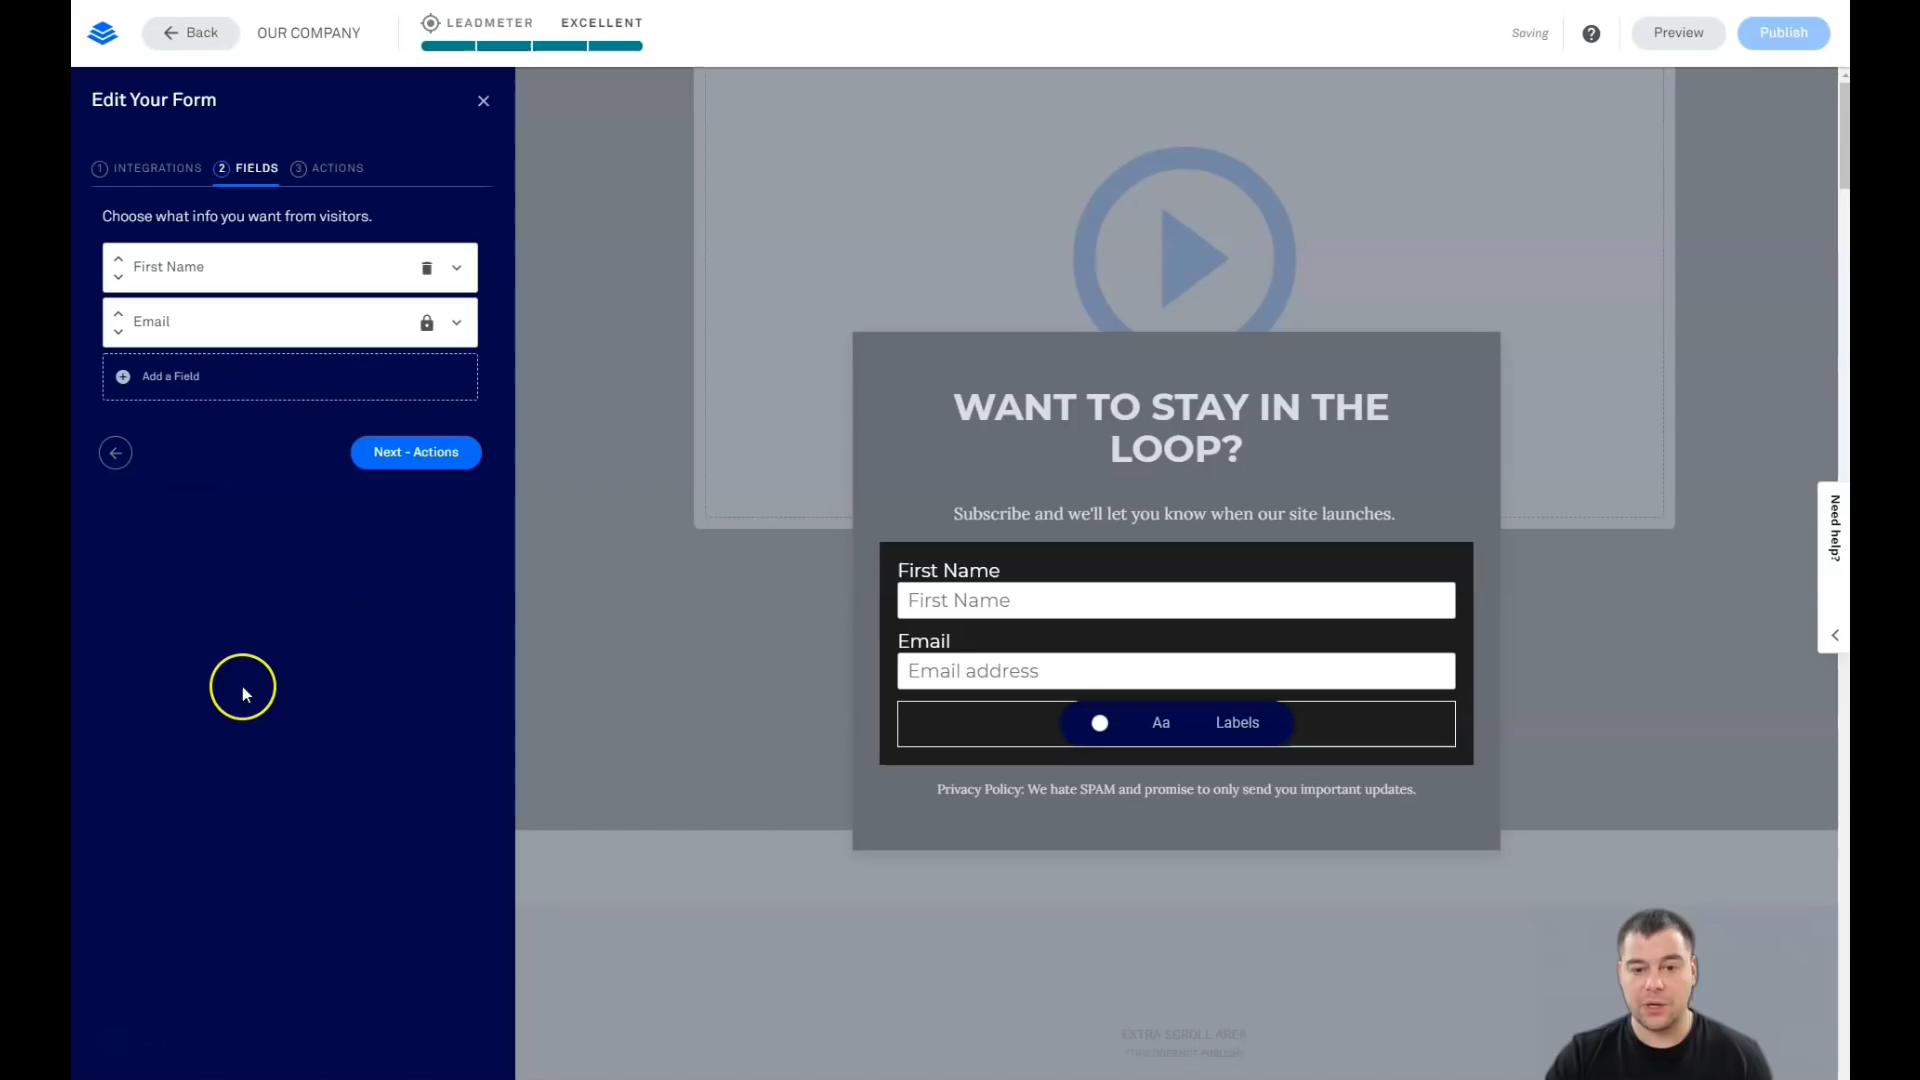 Back
OUR COMPANY
LEADMETER EXCELLENT
Saving
?
Preview
Publish
Edit Your Form
1 INTEGRATIONS 2 FIELDS 3 ACTIONS
Choose what info you want from visitors.
First Name
Email
Add a Field
Next - Actions
WANT TO STAY IN THE
LOOP?
Subscribe and we'll let you know when our site launches.
First Name
First Name
Email
Email address
Aa Labels
Privacy Policy: We hate SPAM and promise to only send you important updates.
Need help?
EXTRA SCROLL AREA